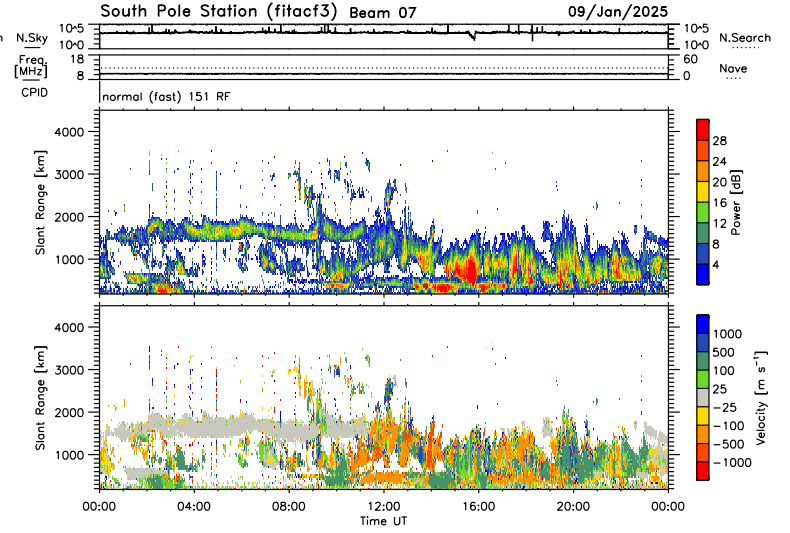 South Pole Station (fitacf3) Beam 07 09/Jan/2025
N.Sky 10^5 10^0 10^5 10^0 N.Search
Freq. [MHz] 18 8 60 0 Nave
CPID normal (fast) 151 RF
Slant Range [km]
4000
3000
2000
1000
Power [dB]
28
24
20
16
12
8
4
Slant Range [km]
4000
3000
2000
1000
Velocity [m s⁻¹]
1000
500
100
25
−25
−100
−500
−1000
00:00 04:00 08:00 12:00 16:00 20:00 00:00
Time UT